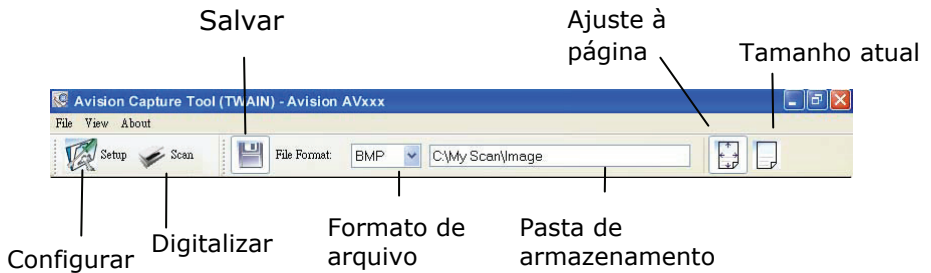 Salvar
Ajuste à
página
Tamanho atual
Avision Capture Tool (TWAIN) - Avision AVxxx
File View About
Setup Scan File Format: BMP C:\My Scan\Image
Configurar
Digitalizar
Formato de
arquivo
Pasta de
armazenamento